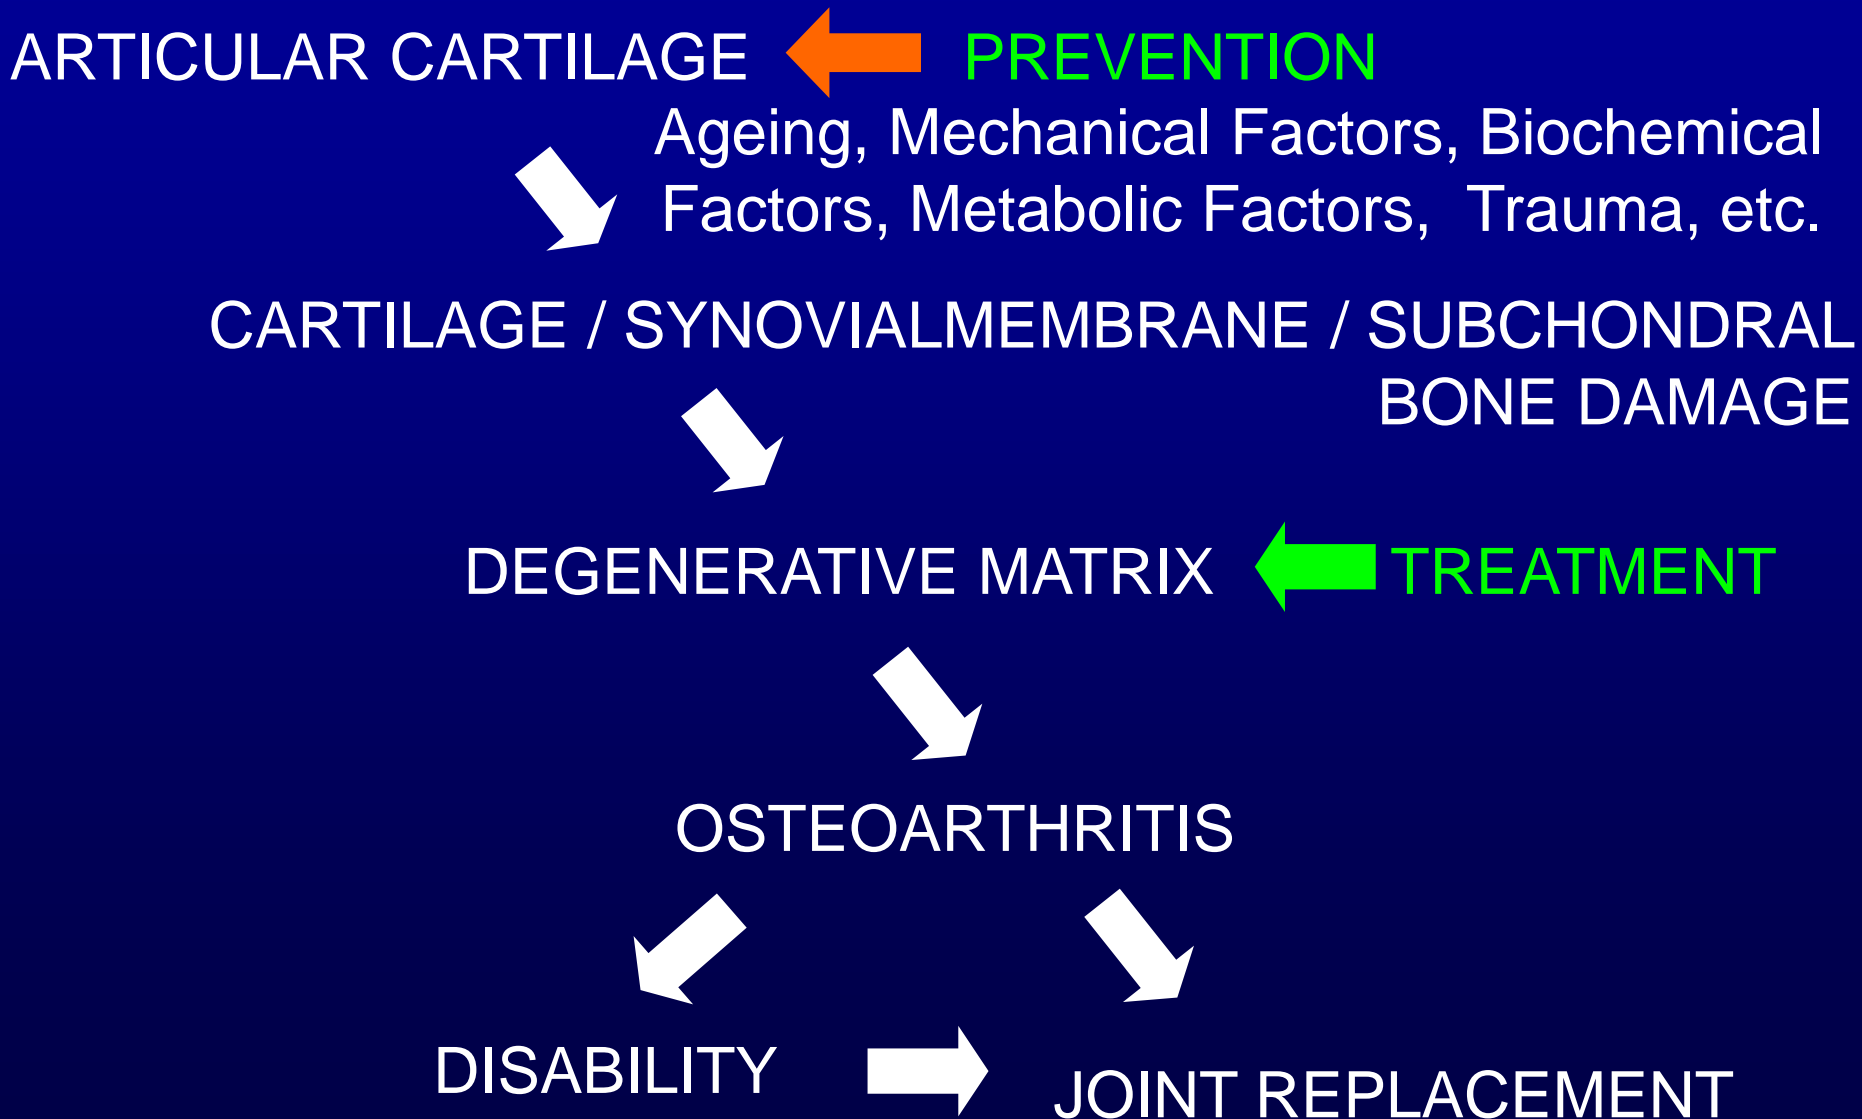 ARTICULAR CARTILAGE PREVENTION
Ageing, Mechanical Factors, Biochemical
Factors, Metabolic Factors, Trauma, etc.
CARTILAGE / SYNOVIALMEMBRANE / SUBCHONDRAL
BONE DAMAGE
DEGENERATIVE MATRIX TREATMENT
OSTEOARTHRITIS
DISABILITY
JOINT REPLACEMENT